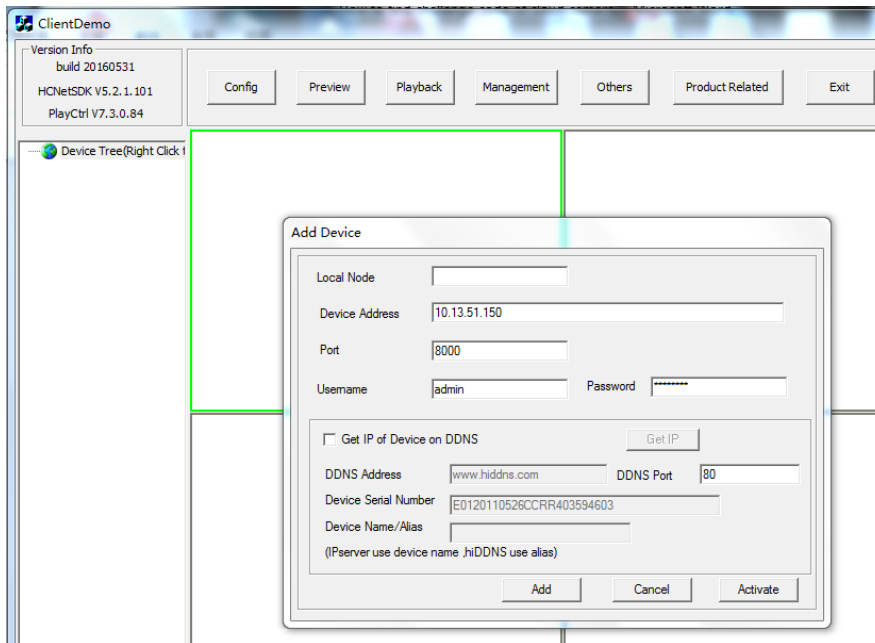 ClientDemo
Version Info
build 20160531
HCNetSDK V5.2.1.101
PlayCtrl V7.3.0.84
Config Preview Playback Management Others Product Related Exit
Device Tree(Right Click t
Add Device
Local Node
Device Address 10.13.51.150
Port 8000
Username admin Password ********
Get IP of Device on DDNS Get IP
DDNS Address www.hiddns.com DDNS Port 80
Device Serial Number E0120110526CCRR403594603
Device Name/Alias
(IPserver use device name ,hiDDNS use alias)
Add Cancel Activate